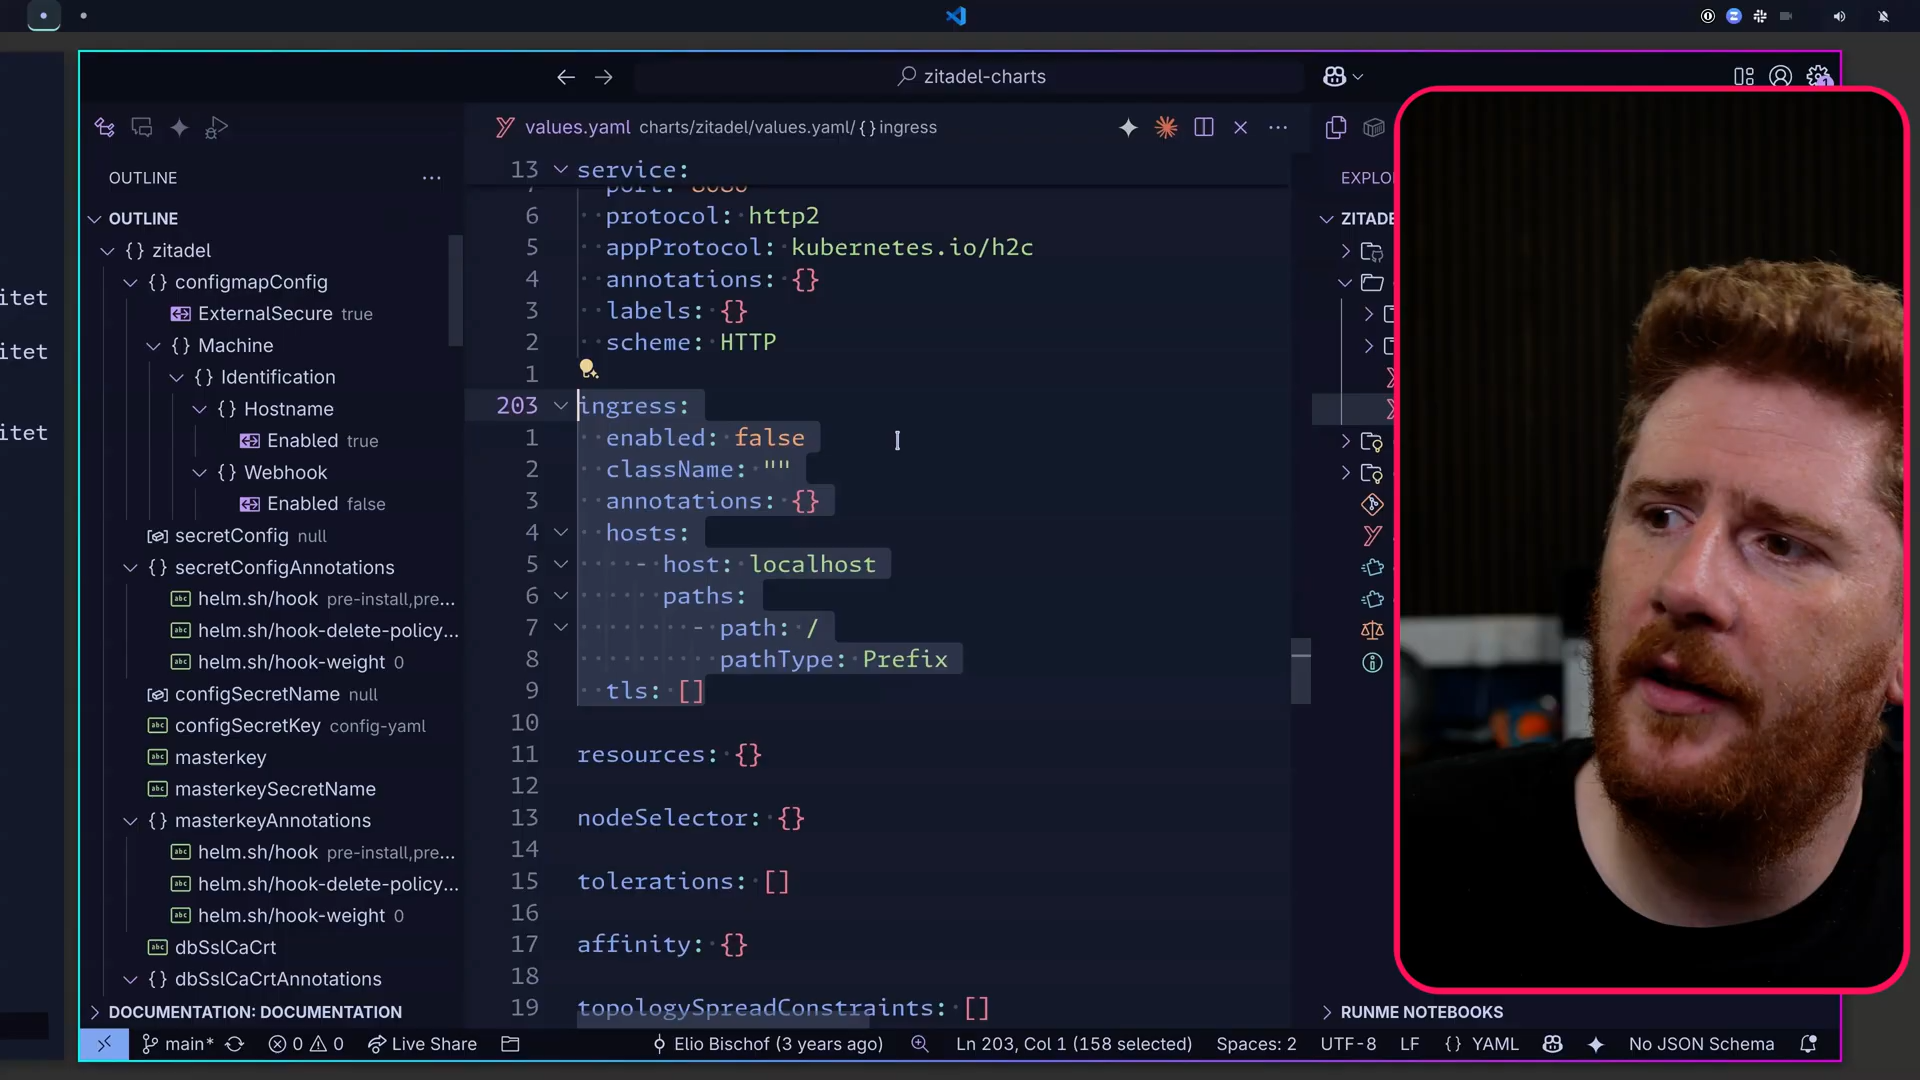 zitadel-charts
values.yaml charts/zitadel/values.yaml/ {} ingress
OUTLINE
OUTLINE
{} zitadel
{} configmapConfig
ExternalSecure true
{} Machine
{} Identification
{} Hostname
Enabled true
{} Webhook
Enabled false
secretConfig null
{} secretConfigAnnotations
helm.sh/hook pre-install,pre...
helm.sh/hook-delete-policy...
helm.sh/hook-weight 0
configSecretName null
configSecretKey config-yaml
masterkey
masterkeySecretName
{} masterkeyAnnotations
helm.sh/hook pre-install,pre...
helm.sh/hook-delete-policy...
helm.sh/hook-weight 0
dbSslCaCrt
{} dbSslCaCrtAnnotations
DOCUMENTATION: DOCUMENTATION
13 service:
6 protocol: http2
5 appProtocol: kubernetes.io/h2c
4 annotations: {}
3 labels: {}
2 scheme: HTTP
1
203 ingress:
1 enabled: false
2 className: ""
3 annotations: {}
4 hosts:
5 - host: localhost
6 paths:
7 - path: /
8 pathType: Prefix
9 tls: []
10
11 resources: {}
12
13 nodeSelector: {}
14
15 tolerations: []
16
17 affinity: {}
18
19 topologySpreadConstraints: []
EXPLO
ZITADE
RUNME NOTEBOOKS
itet
itet
itet
main* 0 0 Live Share Elio Bischof (3 years ago) Ln 203, Col 1 (158 selected) Spaces: 2 UTF-8 LF {} YAML No JSON Schema